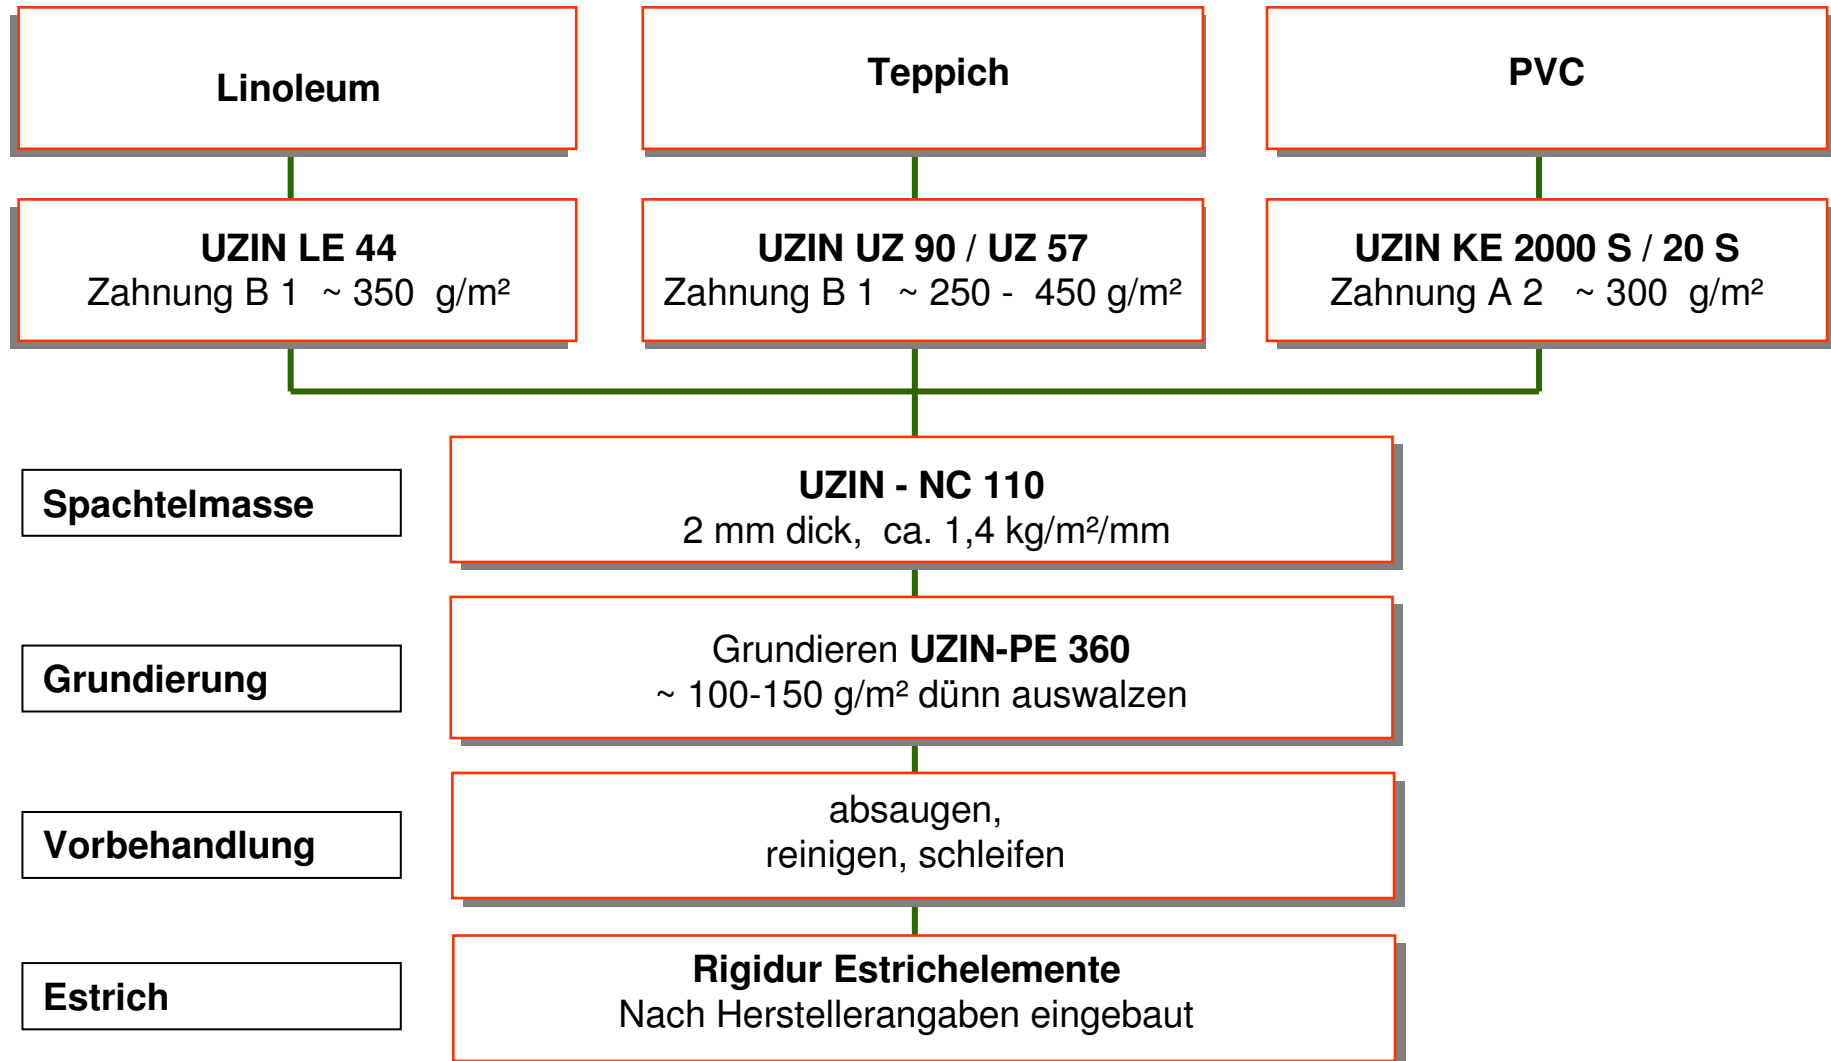 Linoleum
Teppich
PVC
UZIN LE 44
Zahnung B 1 ~ 350 g/m²
UZIN UZ 90 / UZ 57
Zahnung B 1 ~ 250 - 450 g/m²
UZIN KE 2000 S / 20 S
Zahnung A 2 ~ 300 g/m²
Spachtelmasse
UZIN - NC 110
2 mm dick, ca. 1,4 kg/m²/mm
Grundierung
Grundieren UZIN-PE 360
~ 100-150 g/m² dünn auswalzen
Vorbehandlung
absaugen,
reinigen, schleifen
Estrich
Rigidur Estrichelemente
Nach Herstellerangaben eingebaut